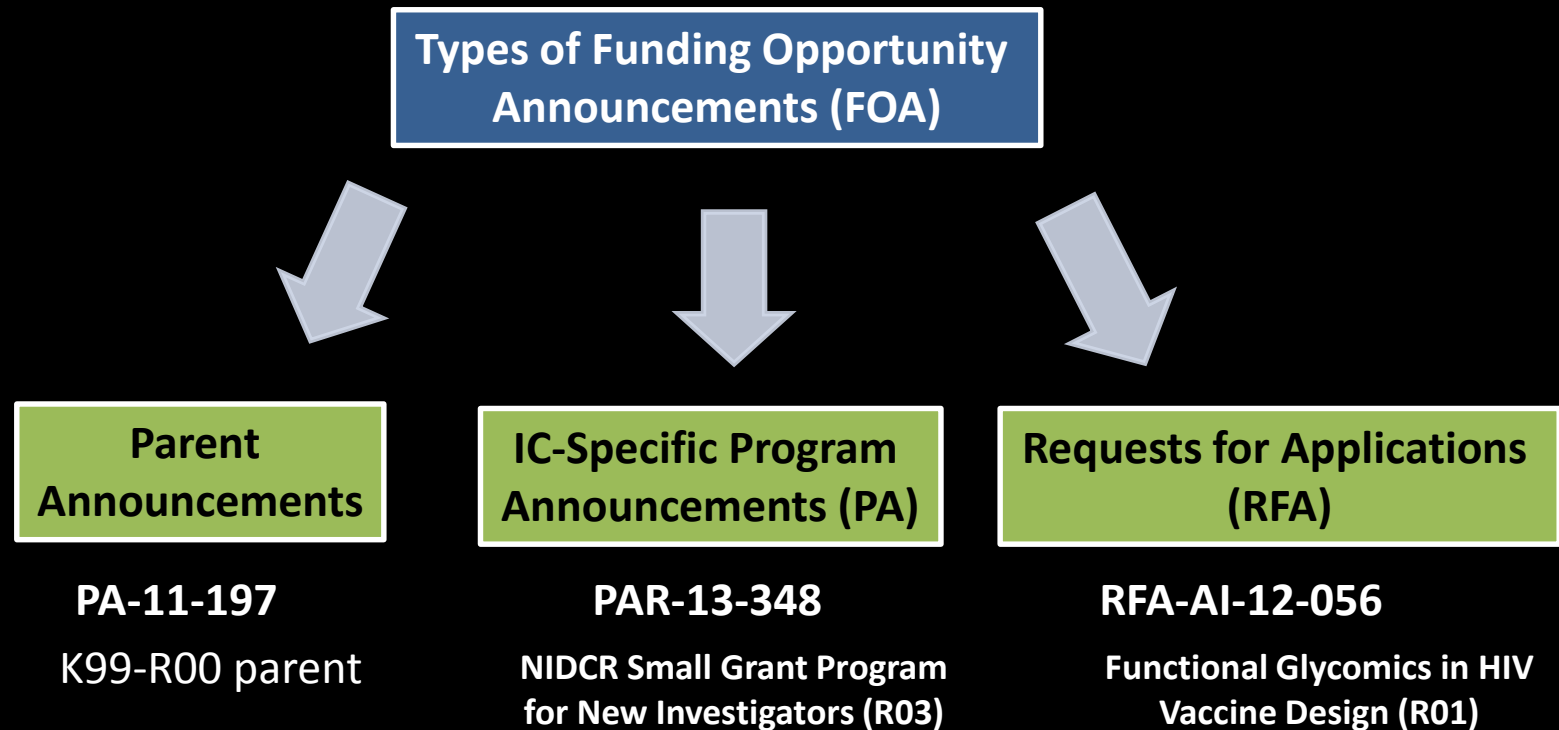 Types of Funding Opportunity
Announcements (FOA)
Parent
Announcements
PA-11-197
K99-R00 parent
IC-Specific Program
Announcements (PA)
PAR-13-348
NIDCR Small Grant Program
for New Investigators (R03)
Requests for Applications
(RFA)
RFA-AI-12-056
Functional Glycomics in HIV
Vaccine Design (R01)